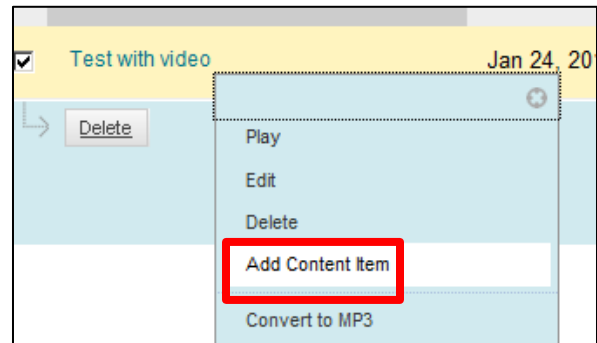 Test with video Jan 24, 20
Delete
Play
Edit
Delete
Add Content Item
Convert to MP3